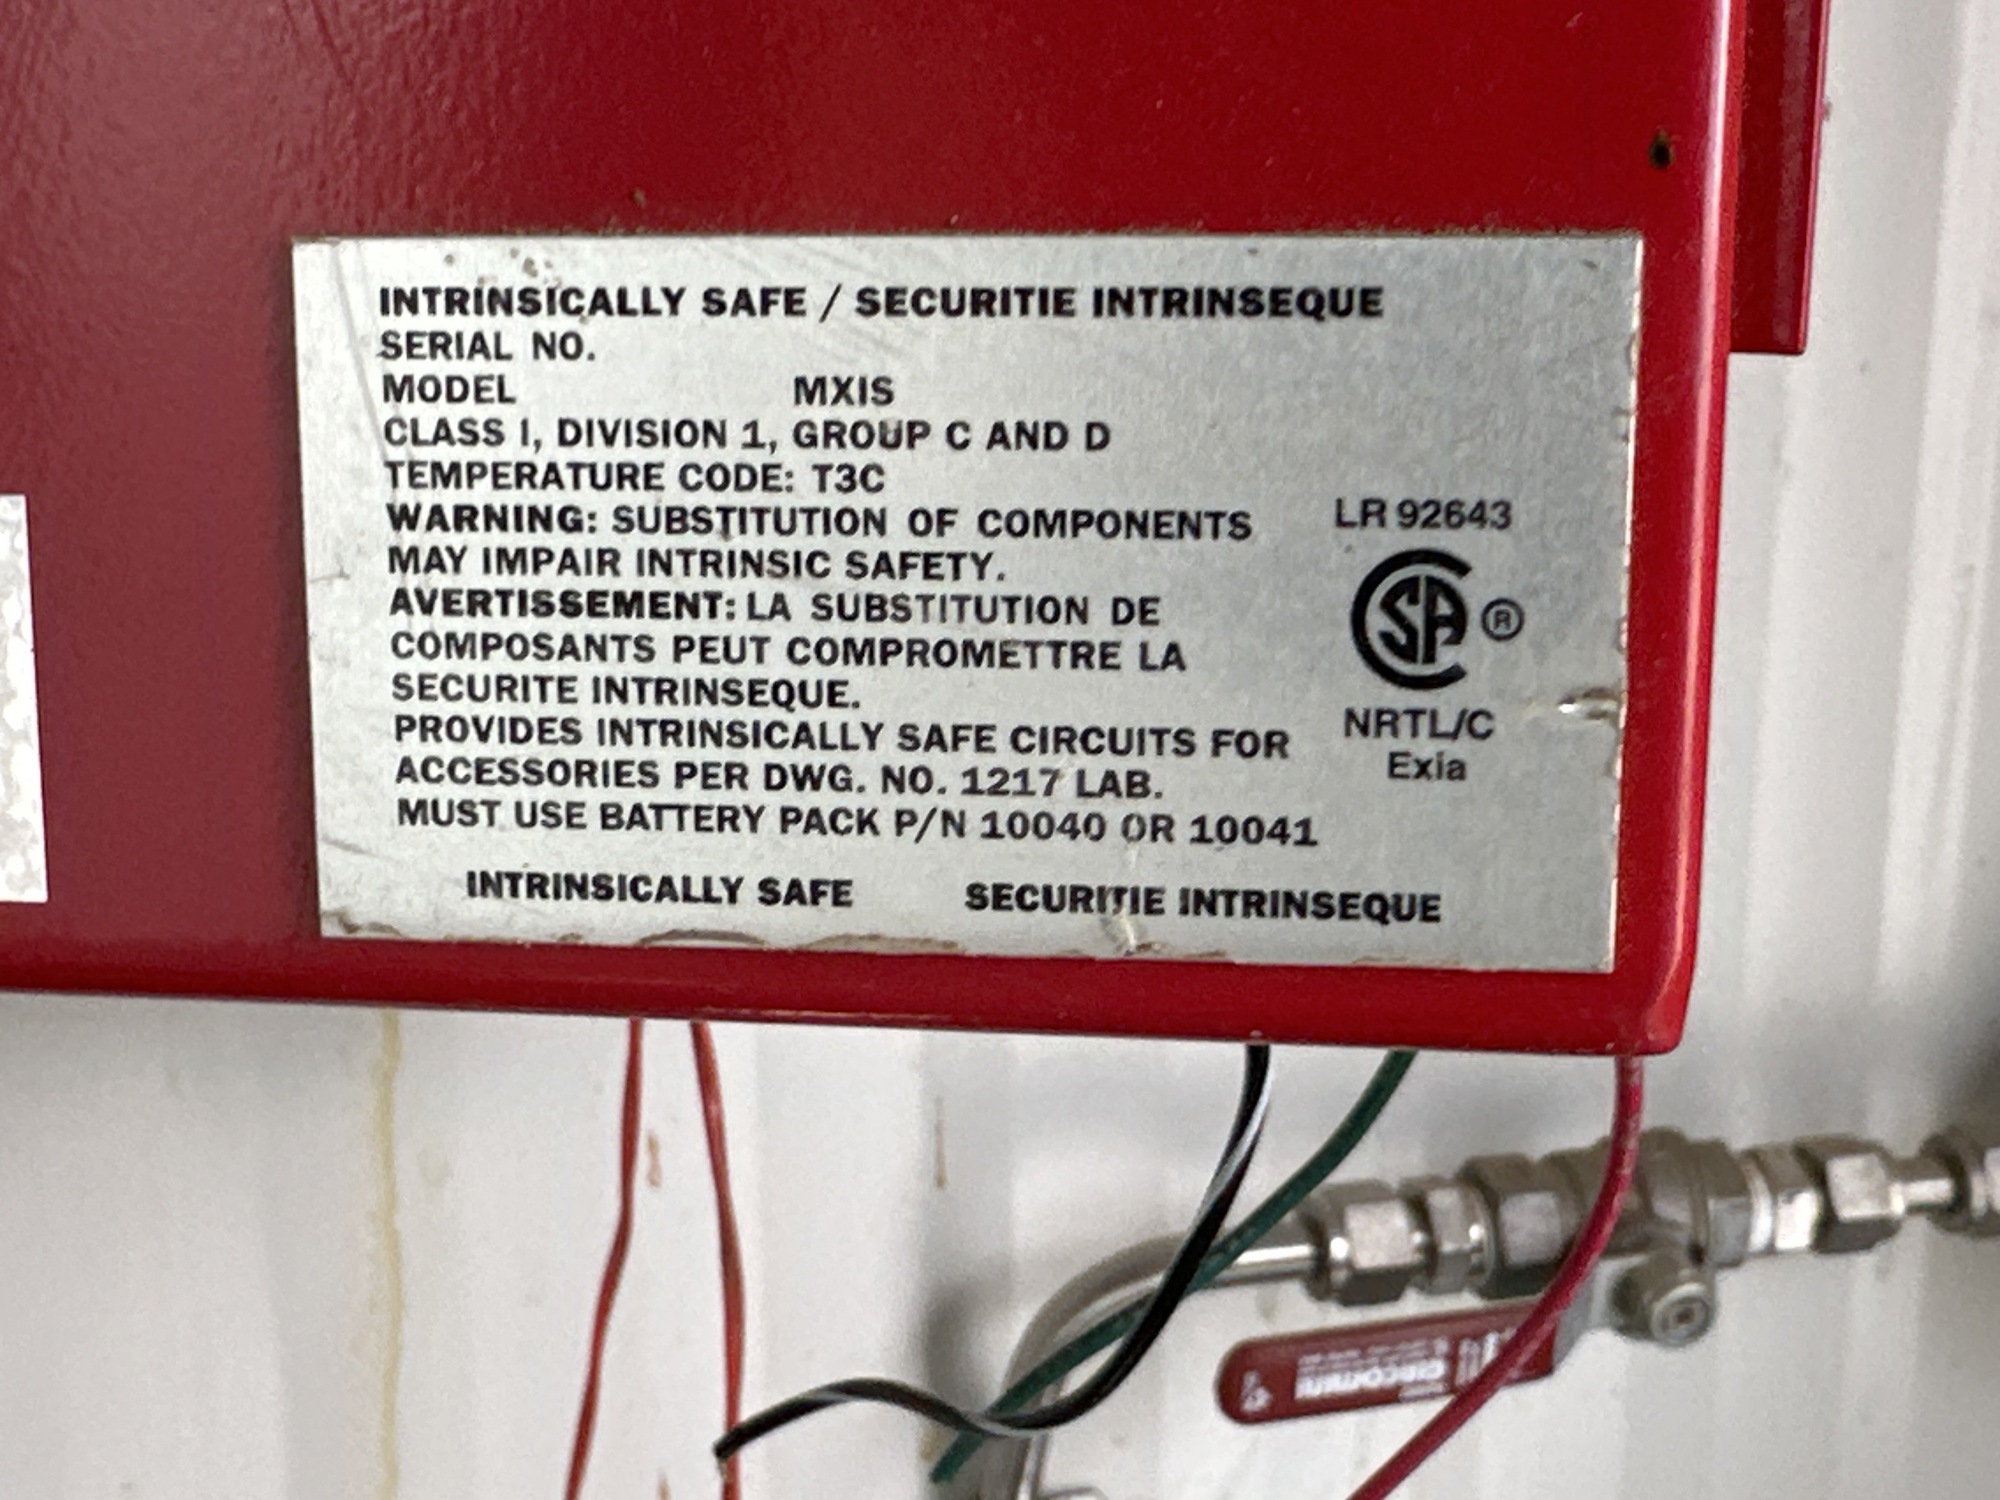 INTRINSICALLY SAFE / SECURITIE INTRINSEQUE
SERIAL NO.
MODEL MXIS
CLASS I, DIVISION 1, GROUP C AND D
TEMPERATURE CODE: T3C
WARNING: SUBSTITUTION OF COMPONENTS
MAY IMPAIR INTRINSIC SAFETY.
AVERTISSEMENT: LA SUBSTITUTION DE
COMPOSANTS PEUT COMPROMETTRE LA
SECURITE INTRINSEQUE.
PROVIDES INTRINSICALLY SAFE CIRCUITS FOR
ACCESSORIES PER DWG. NO. 1217 LAB.
MUST USE BATTERY PACK P/N 10040 OR 10041
LR 92643
SA ®
NRTL/C
Exia
INTRINSICALLY SAFE SECURITIE INTRINSEQUE
GIACOMINI